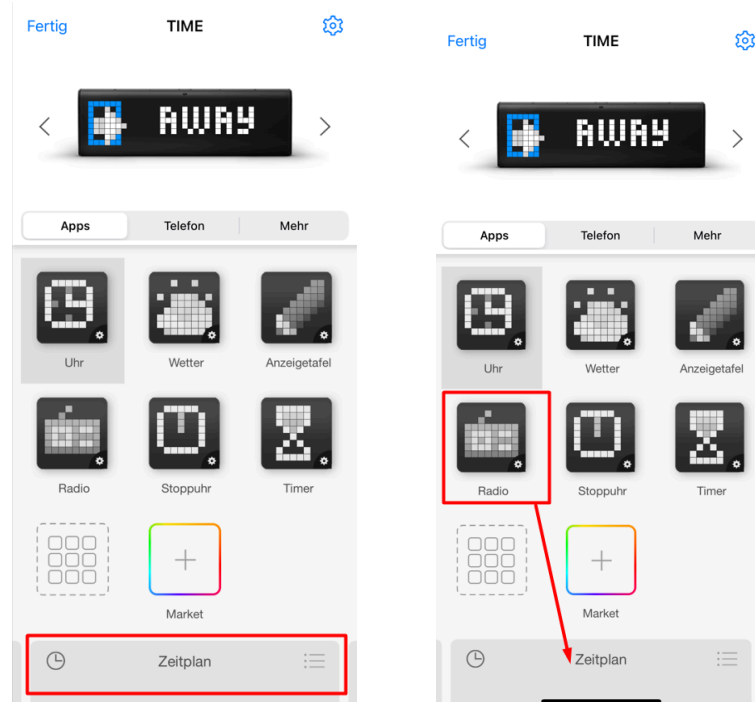 Fertig TIME
AWAY
Apps Telefon Mehr
Uhr Wetter Anzeigetafel
Radio Stoppuhr Timer
Market
Zeitplan
Fertig TIME
AWAY
Apps Telefon Mehr
Uhr Wetter Anzeigetafel
Radio Stoppuhr Timer
Market
Zeitplan